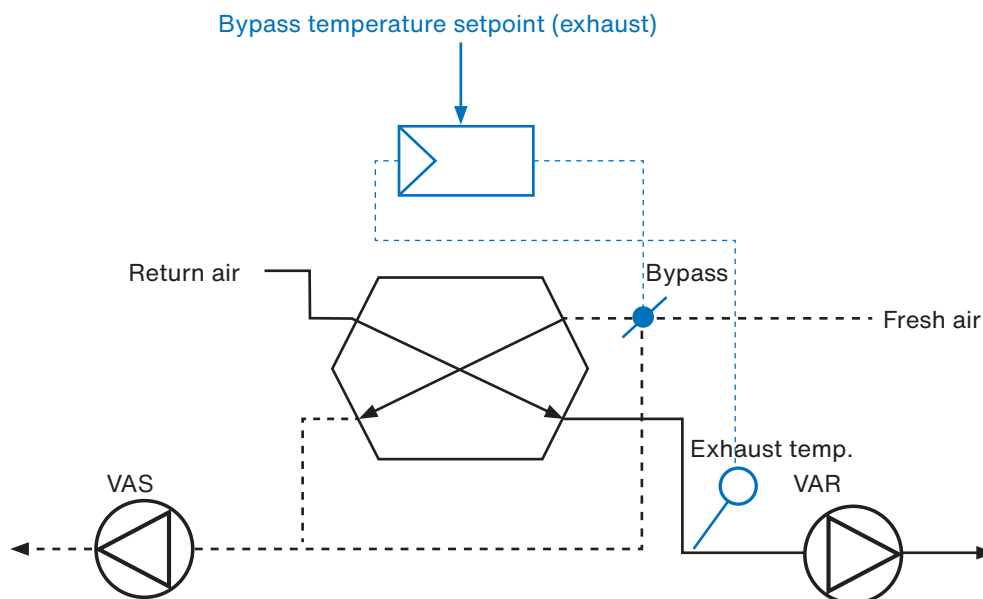 Bypass temperature setpoint (exhaust)
Return air
Bypass
Fresh air
Exhaust temp.
VAS
VAR